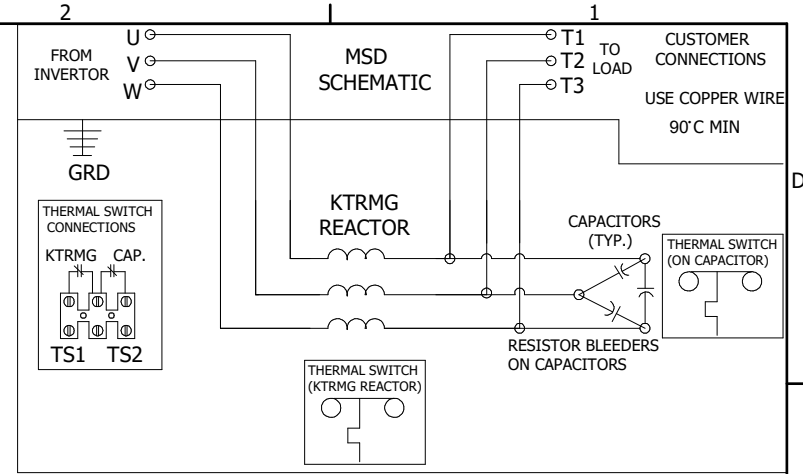 2
1
FROM
INVERTOR
U
V
W
MSD
SCHEMATIC
T1
T2
T3
TO
LOAD
CUSTOMER
CONNECTIONS
USE COPPER WIRE
90°C MIN
D
GRD
THERMAL SWITCH
CONNECTIONS
KTRMG CAP.
TS1 TS2
KTRMG
REACTOR
CAPACITORS
(TYP.)
THERMAL SWITCH
(ON CAPACITOR)
RESISTOR BLEEDERS
ON CAPACITORS
THERMAL SWITCH
(KTRMG REACTOR)